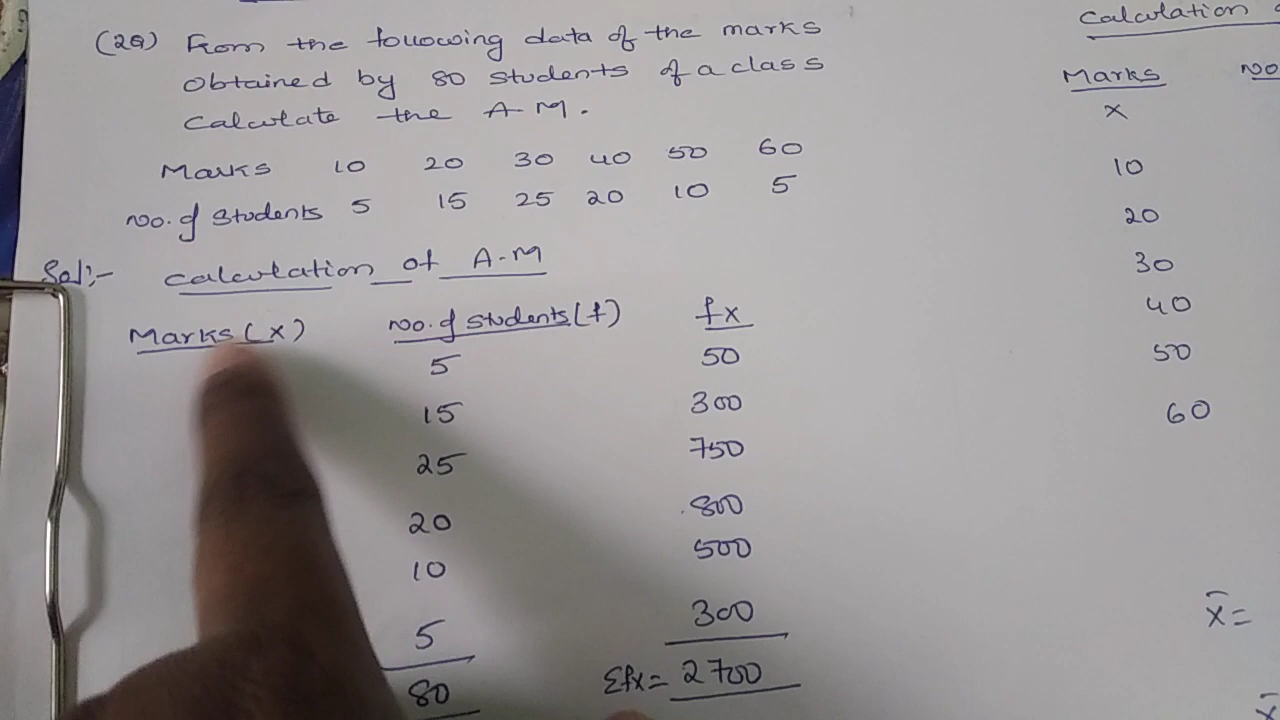 (2Q) From the following data of the marks
obtained by 80 students of a class
Calculate the A.M.
Marks 10 20 30 40 50 60
No. of Students 5 15 25 20 10 5
Sol:- Calculation of A.M
Marks (x) No. of students (f) fx
5 50
15 300
25 750
20 800
10 500
5 300
80 Σfx = 2700
Calculation
Marks No
x
10
20
30
40
50
60
x̄ =
x̄